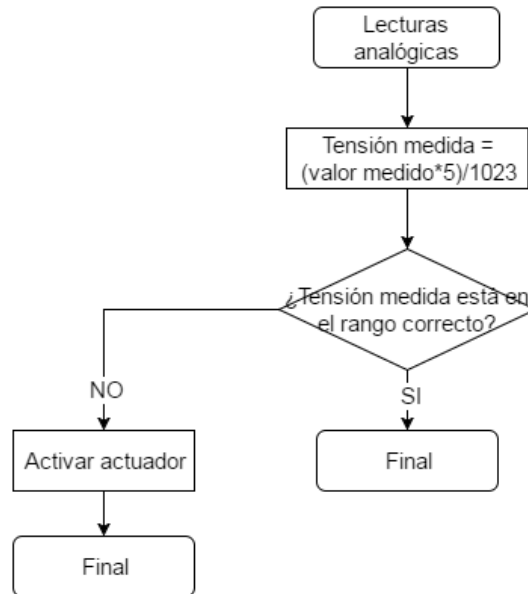 Lecturas
analógicas
Tensión medida =
(valor medido*5)/1023
¿Tensión medida está en
el rango correcto?
NO
SI
Activar actuador
Final
Final